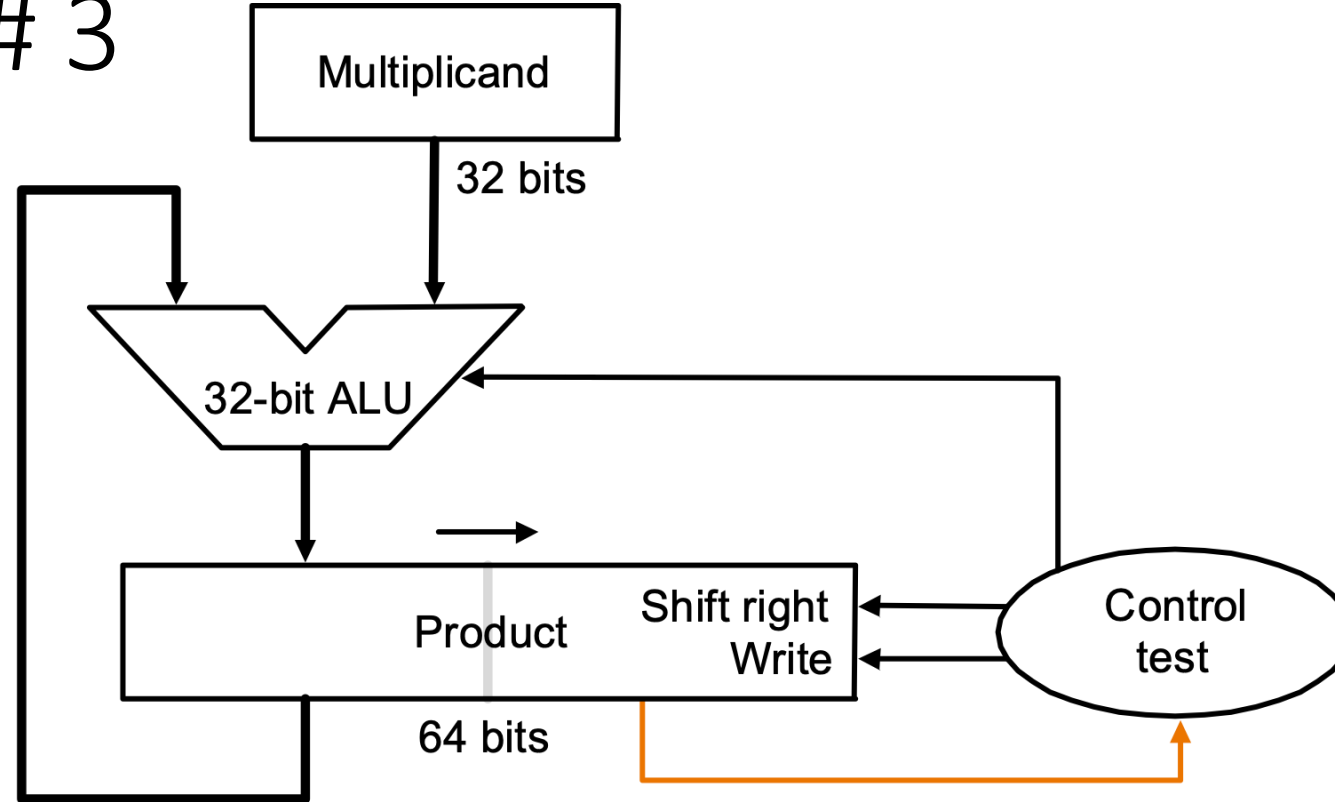 # 3
Multiplicand
32 bits
32-bit ALU
Product
Shift right
Write
64 bits
Control
test